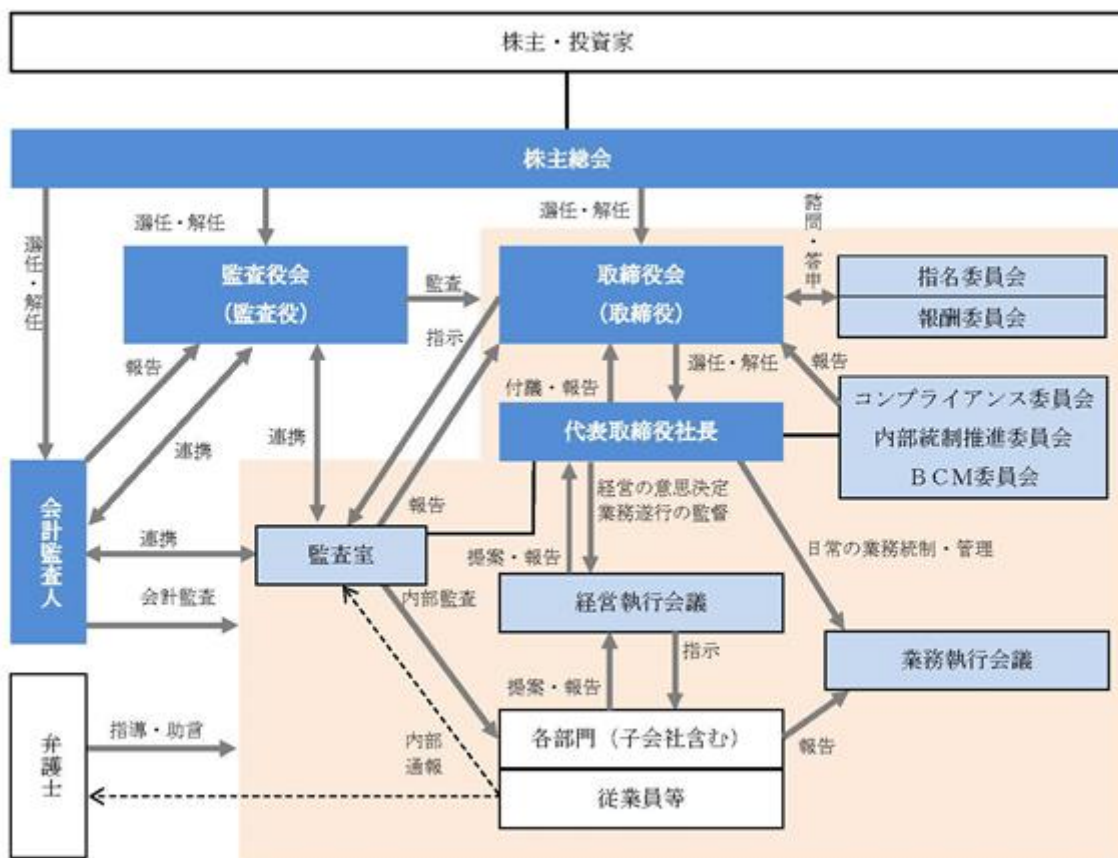 株主・投資家
株主総会
選任・解任
選任・解任
選任・解任
諮問・答申
監査役会
(監査役)
監査
取締役会
(取締役)
指名委員会
報酬委員会
指示
報告
選任・解任
報告
付議・報告
コンプライアンス委員会
内部統制推進委員会
BCM委員会
連携
連携
代表取締役社長
会計監査人
報告
経営の意思決定
業務遂行の監督
連携
監査室
提案・報告
日常の業務統制・管理
会計監査
内部監査
経営執行会議
業務執行会議
指示
提案・報告
弁護士
指導・助言
内部
通報
各部門(子会社含む)
報告
従業員等